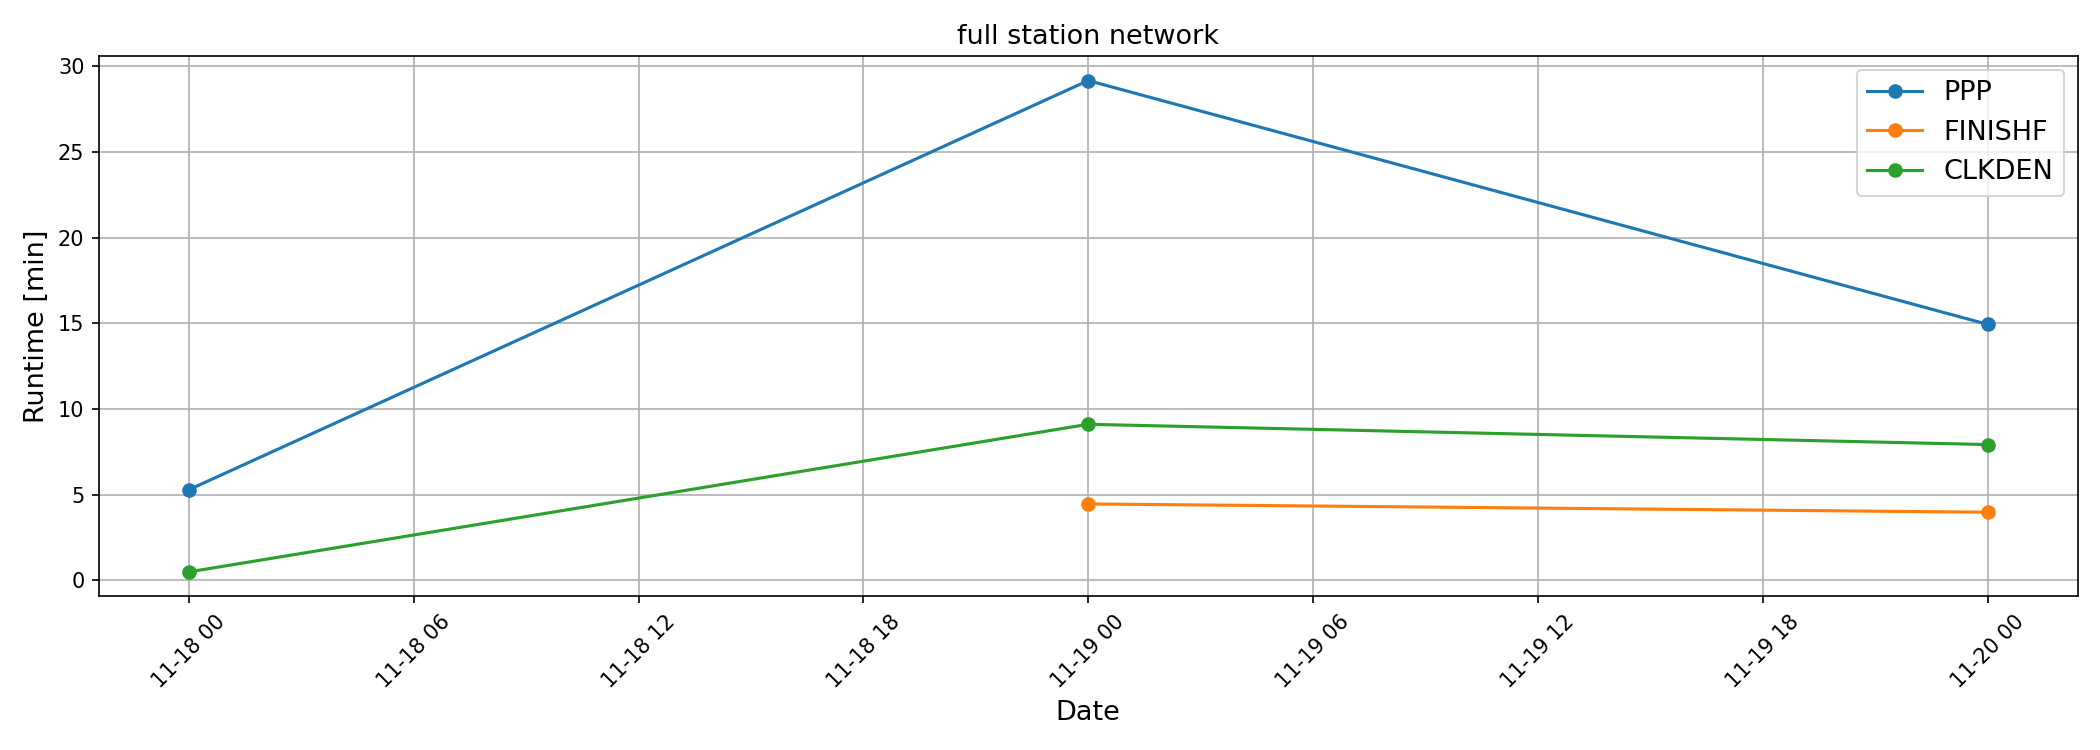 full station network
30
25
20
15
10
5
0
Runtime [min]
PPP
FINISHF
CLKDEN
11-18 00
11-18 06
11-18 12
11-18 18
11-19 00
11-19 06
11-19 12
11-19 18
11-20 00
Date